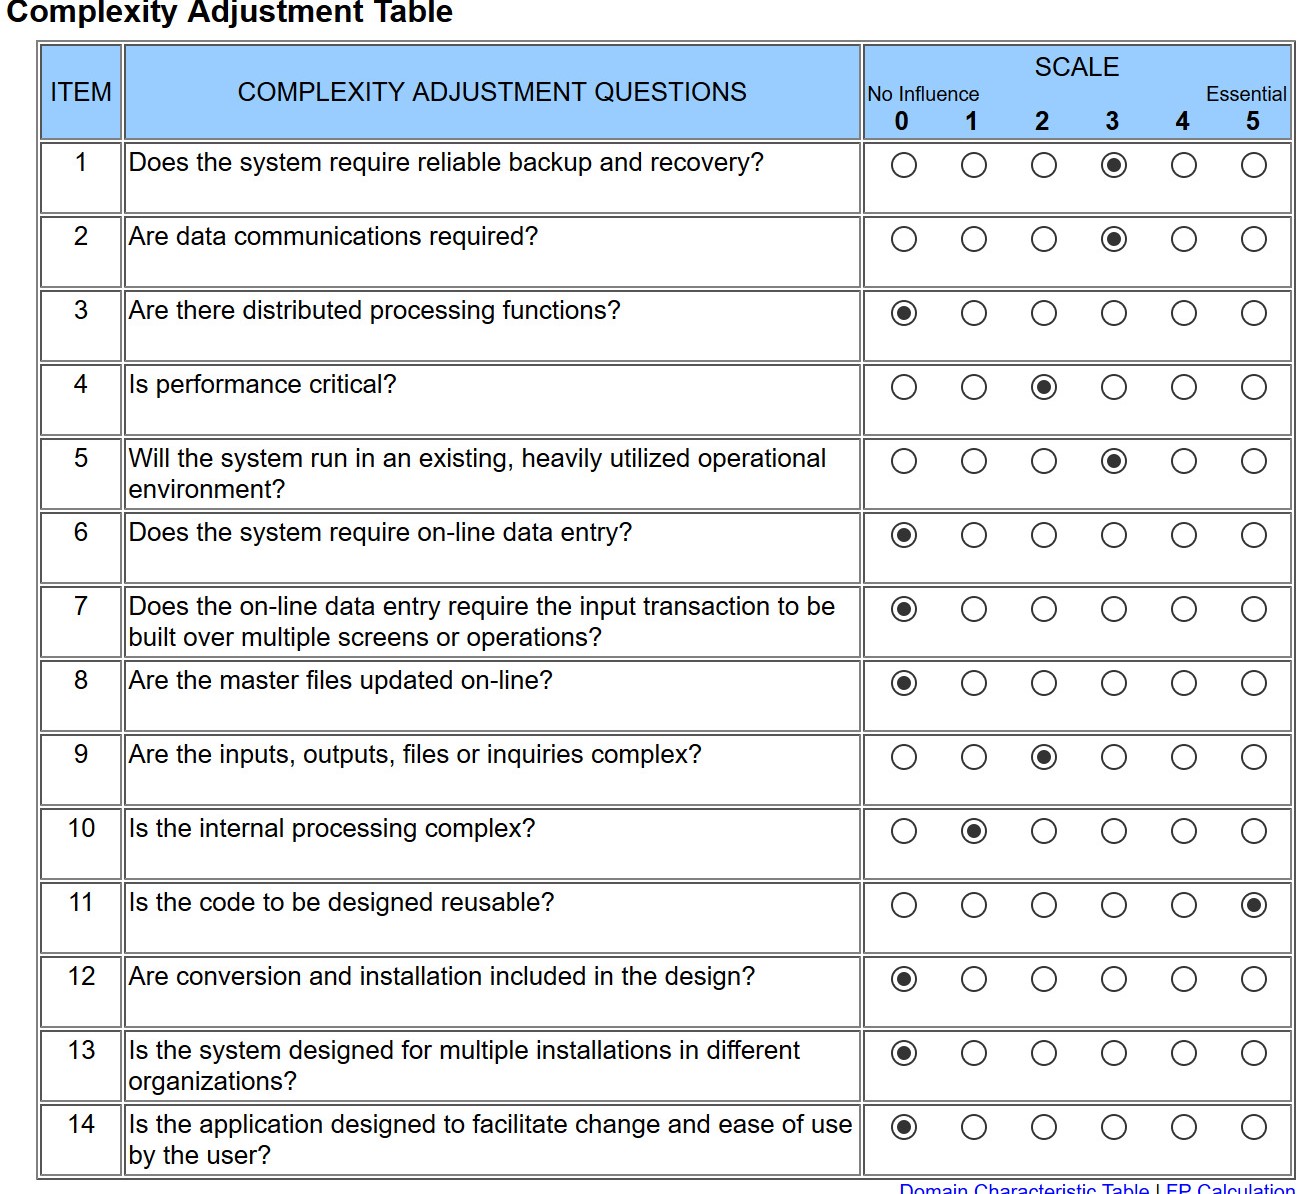 Complexity Adjustment Table
ITEM
COMPLEXITY ADJUSTMENT QUESTIONS
SCALE
No Influence Essential
0 1 2 3 4 5
1 Does the system require reliable backup and recovery?
2 Are data communications required?
3 Are there distributed processing functions?
4 Is performance critical?
5 Will the system run in an existing, heavily utilized operational
environment?
6 Does the system require on-line data entry?
7 Does the on-line data entry require the input transaction to be
built over multiple screens or operations?
8 Are the master files updated on-line?
9 Are the inputs, outputs, files or inquiries complex?
10 Is the internal processing complex?
11 Is the code to be designed reusable?
12 Are conversion and installation included in the design?
13 Is the system designed for multiple installations in different
organizations?
14 Is the application designed to facilitate change and ease of use
by the user?
Domain Characteristic Table | FP Calculation